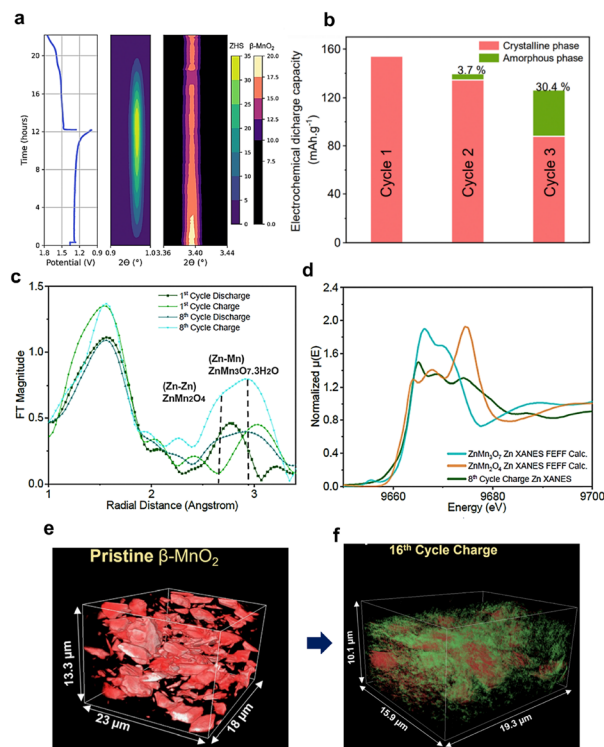 a
ZHS
β-MnO₂
20
16
12
8
4
0
Time (hours)
1.8
1.5
1.2
0.9
Potential (V)
0.9
1.0
2Θ (°)
3.36
3.40
3.44
2Θ (°)
35
30
25
20
15
10
5
0
20.0
17.5
15.0
12.5
10.0
7.5
5.0
2.5
0.0
b
Crystalline phase
Amorphous phase
Electrochemical dicharge capacity
(mAh.g⁻¹)
160
120
80
40
0
Cycle 1
3.7 %
Cycle 2
30.4 %
Cycle 3
c
FT Magnitude
1.5
1.0
0.5
0
1ˢᵗ Cycle Discharge
1ˢᵗ Cycle Charge
8ᵗʰ Cycle Discharge
8ᵗʰ Cycle Charge
(Zn-Mn)
ZnMn₃O₇.3H₂O
(Zn-Zn)
ZnMn₂O₄
1
2
3
Radial Distance (Angstrom)
d
Normalized μ(E)
2.4
2.0
1.6
1.2
0.8
0.4
0.0
ZnMn₃O₇ Zn XANES FEFF Calc.
ZnMn₂O₄ Zn XANES FEFF Calc.
8ᵗʰ Cycle Charge Zn XANES
9660
9680
9700
Energy (eV)
e
Pristine β-MnO₂
13.3 μm
23 μm
18 μm
f
16ᵗʰ Cycle Charge
10.1 μm
15.9 μm
19.3 μm